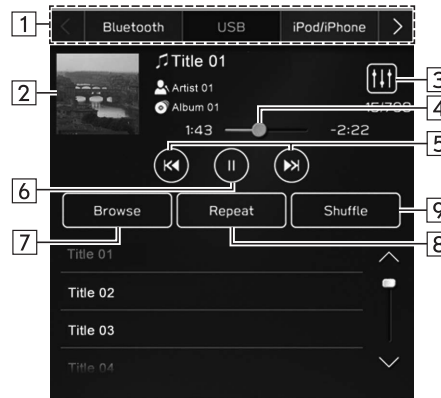 1 Bluetooth USB iPod/iPhone
2 Title 01
3
Artist 01
4
Album 01
1:43 -2:22
5
6
Browse Repeat Shuffle 9
7 8
Title 01
Title 02
Title 03
Title 04